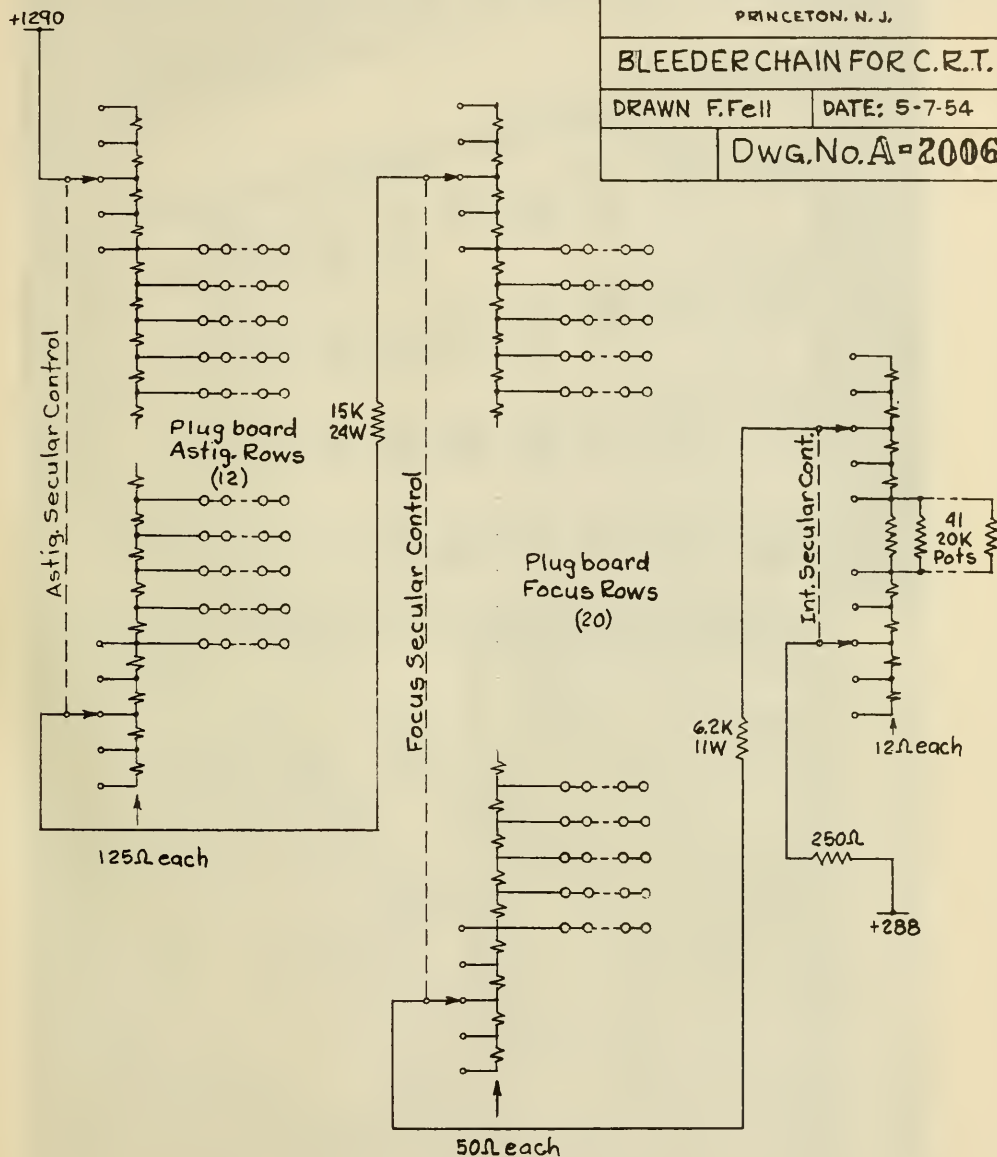 +1290
PRINCETON. N. J.
BLEEDER CHAIN FOR C.R.T.
DRAWN F.Fell
DATE: 5-7-54
DWG.NO.A-2006
Astig. Secular Control
Plug board
Astig. Rows
(12)
15K
24W
125Ω each
Focus Secular Control
Plug board
Focus Rows
(20)
50Ω each
6.2K
11W
Int. Secular Cont.
41
20K
Pots
12Ω each
250Ω
+288